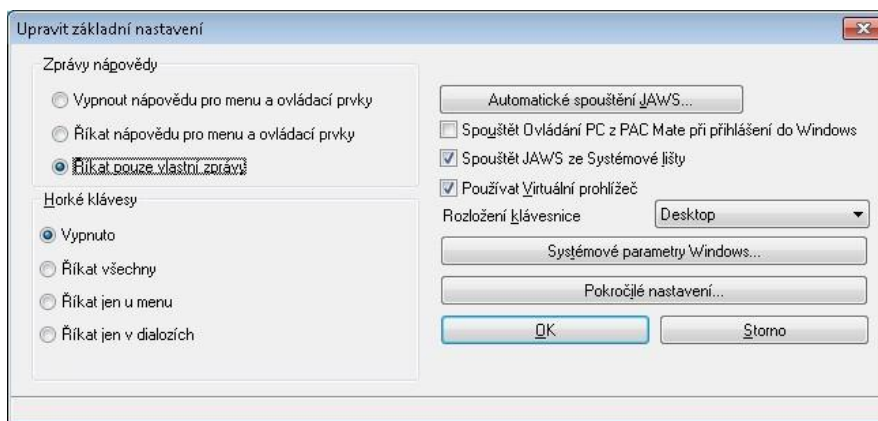 Upravit základní nastavení
Zprávy nápovědy
Vypnout nápovědu pro menu a ovládací prvky
Říkat nápovědu pro menu a ovládací prvky
Říkat pouze vlastní zprávy
Horké klávesy
Vypnuto
Říkat všechny
Říkat jen u menu
Říkat jen v dialozích
Automatické spouštění JAWS...
Spouštět Ovládání PC z PAC Mate při přihlášení do Windows
Spouštět JAWS ze Systémové lišty
Používat Virtuální prohlížeč
Rozložení klávesnice Desktop
Systémové parametry Windows...
Pokročilé nastavení...
OK Storno